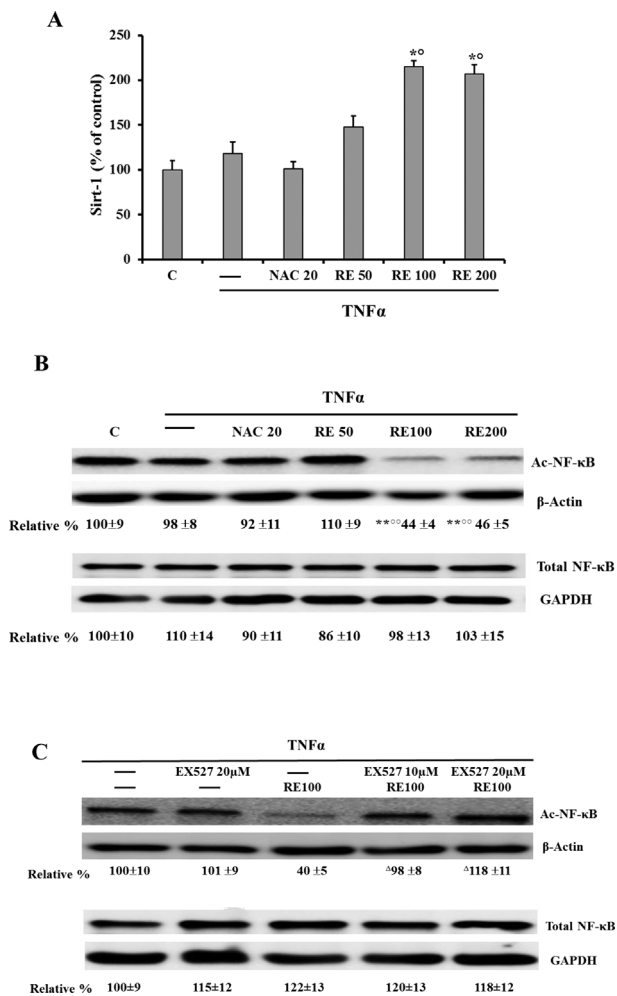 A
Sirt-1 (% of control)
250
200
150
100
50
0
C — NAC 20 RE 50 RE 100 RE 200
*° *°
TNFα
B
TNFα
C — NAC 20 RE 50 RE100 RE200
Ac-NF-κB
β-Actin
Relative % 100±9 98 ±8 92 ±11 110 ±9 **°°44 ±4 **°° 46 ±5
Total NF-κB
GAPDH
Relative % 100±10 110 ±14 90 ±11 86 ±10 98 ±13 103 ±15
C
TNFα
— EX527 20μM — EX527 10μM EX527 20μM
— — RE100 RE100 RE100
Ac-NF-κB
β-Actin
Relative % 100±10 101 ±9 40 ±5 Δ98 ±8 Δ118 ±11
Total NF-κB
GAPDH
Relative % 100±9 115±12 122±13 120±13 118±12